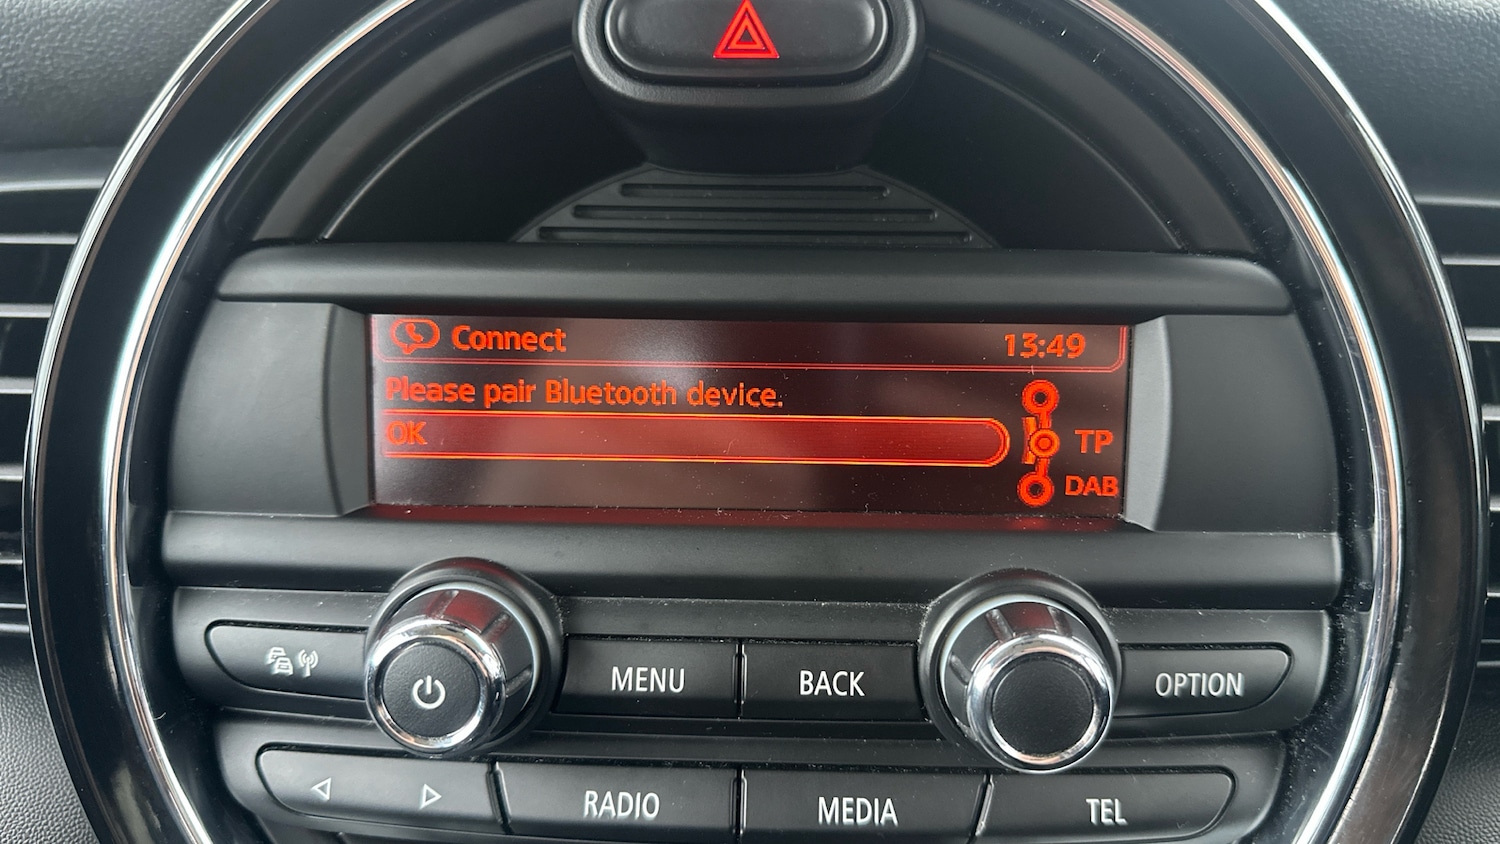 Connect 13:49
Please pair Bluetooth device.
OK
TP
DAB
MENU BACK OPTION
RADIO MEDIA TEL